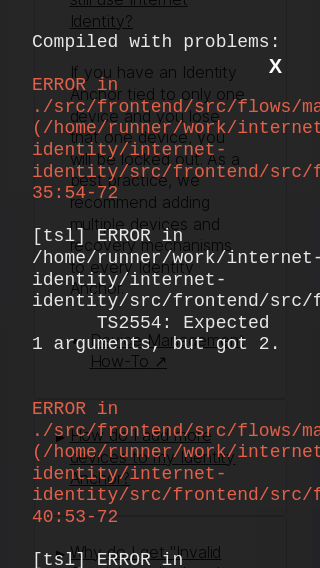 still use Internet
Identity?
Compiled with problems:
X
If you have an Identity
Anchor tied to only one
device and you lose
that one device, you
will be locked out. As a
best practice, we
recommend adding
multiple devices and
recovery mechanisms
to every Identity
Anchor.
ERROR in
./src/frontend/src/flows/ma
(/home/runner/work/internet
identity/internet-
identity/src/frontend/src/f
35:54-72
[tsl] ERROR in
/home/runner/work/internet-
identity/internet-
identity/src/frontend/src/f
TS2554: Expected
1 arguments, but got 2.
How-To ↗
ERROR in
./src/frontend/src/flows/ma
(/home/runner/work/internet
identity/internet-
identity/src/frontend/src/f
40:53-72
▸ How do I add more
devices to my Identity
Anchor?
[tsl] ERROR in
▸ Why do I get "Invalid